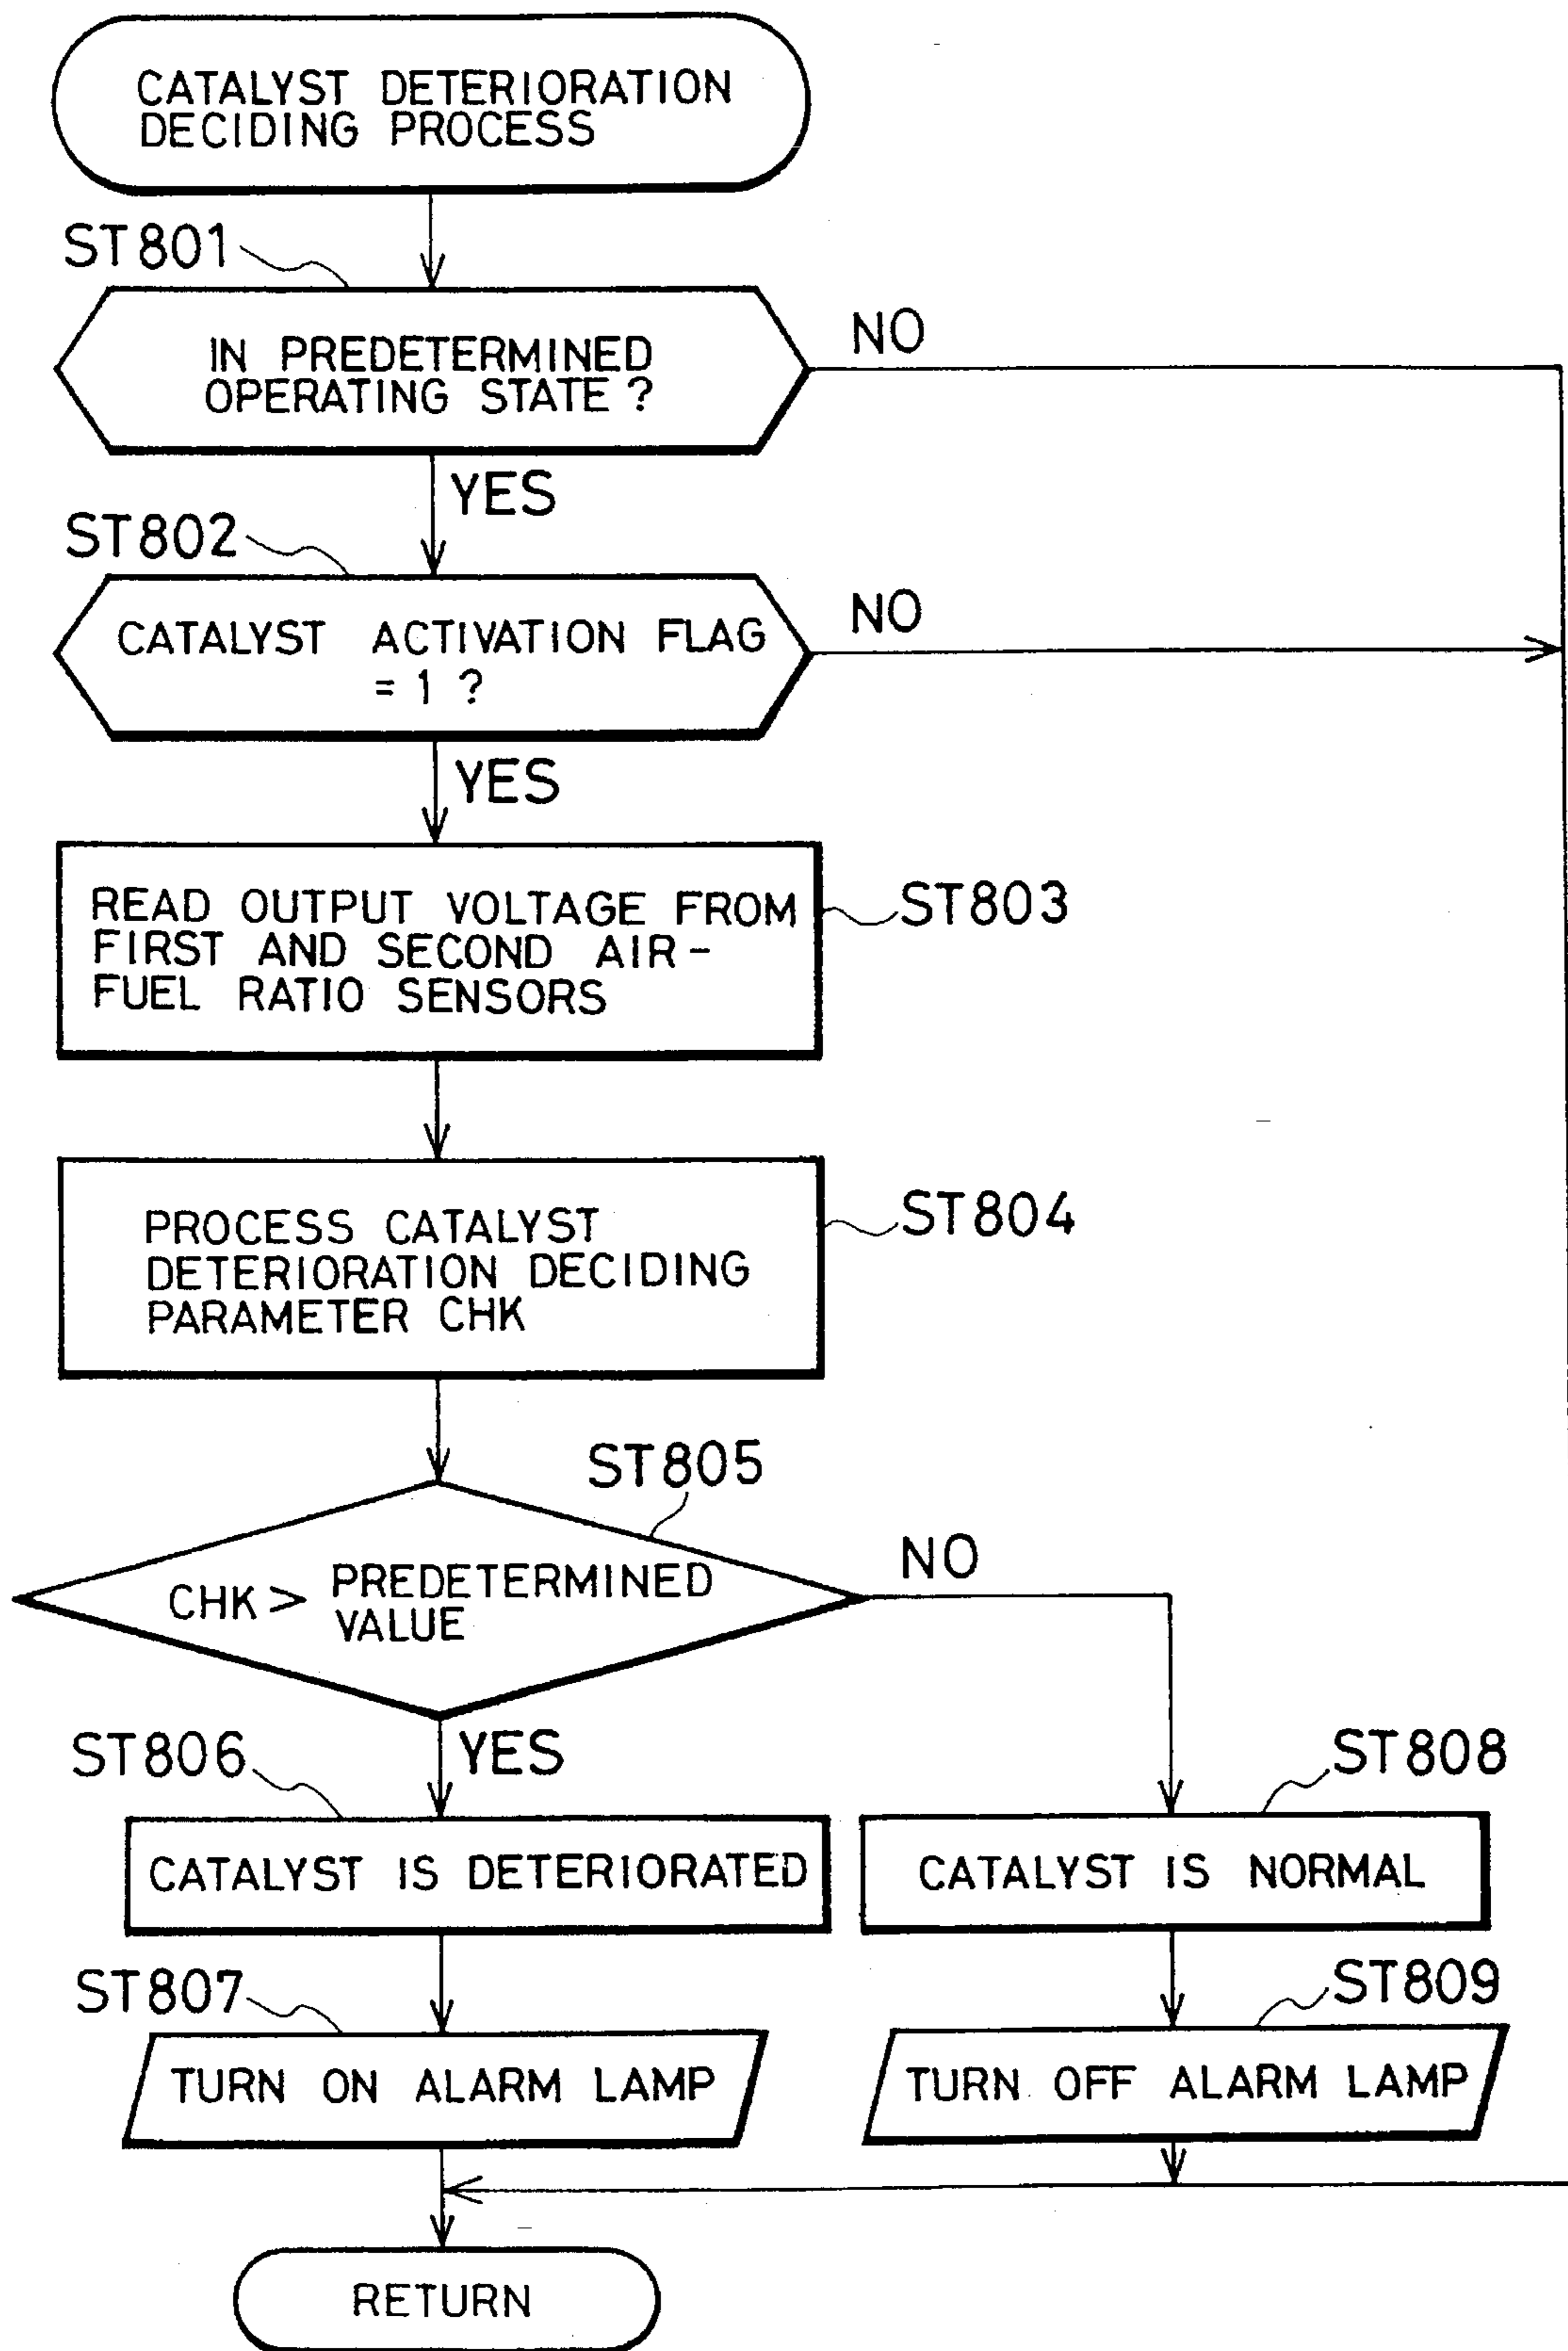 CATALYST DETERIORATION
DECIDING PROCESS
ST801
IN PREDETERMINED
OPERATING STATE ?
NO
YES
ST802
CATALYST ACTIVATION FLAG
= 1 ?
NO
YES
READ OUTPUT VOLTAGE FROM
FIRST AND SECOND AIR-
FUEL RATIO SENSORS
ST803
PROCESS CATALYST
DETERIORATION DECIDING
PARAMETER CHK
ST804
ST805
CHK > PREDETERMINED
VALUE
NO
YES
ST806
CATALYST IS DETERIORATED
ST808
CATALYST IS NORMAL
ST807
TURN ON ALARM LAMP
ST809
TURN OFF ALARM LAMP
RETURN